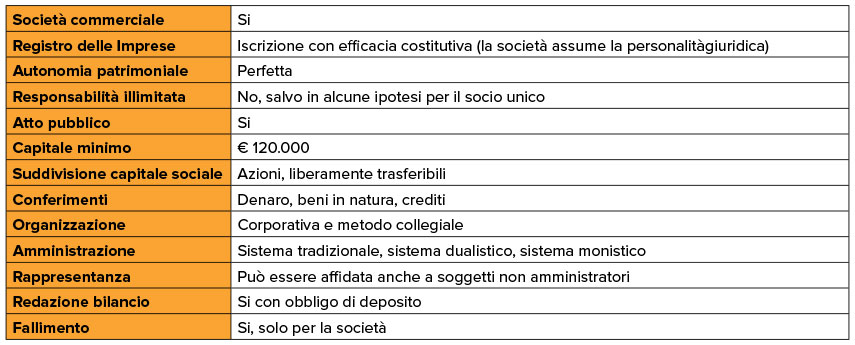 Società commerciale Si
Registro delle Imprese Iscrizione con efficacia costitutiva (la società assume la personalitàgiuridica)
Autonomia patrimoniale Perfetta
Responsabilità illimitata No, salvo in alcune ipotesi per il socio unico
Atto pubblico Si
Capitale minimo € 120.000
Suddivisione capitale sociale Azioni, liberamente trasferibili
Conferimenti Denaro, beni in natura, crediti
Organizzazione Corporativa e metodo collegiale
Amministrazione Sistema tradizionale, sistema dualistico, sistema monistico
Rappresentanza Può essere affidata anche a soggetti non amministratori
Redazione bilancio Si con obbligo di deposito
Fallimento Si, solo per la società